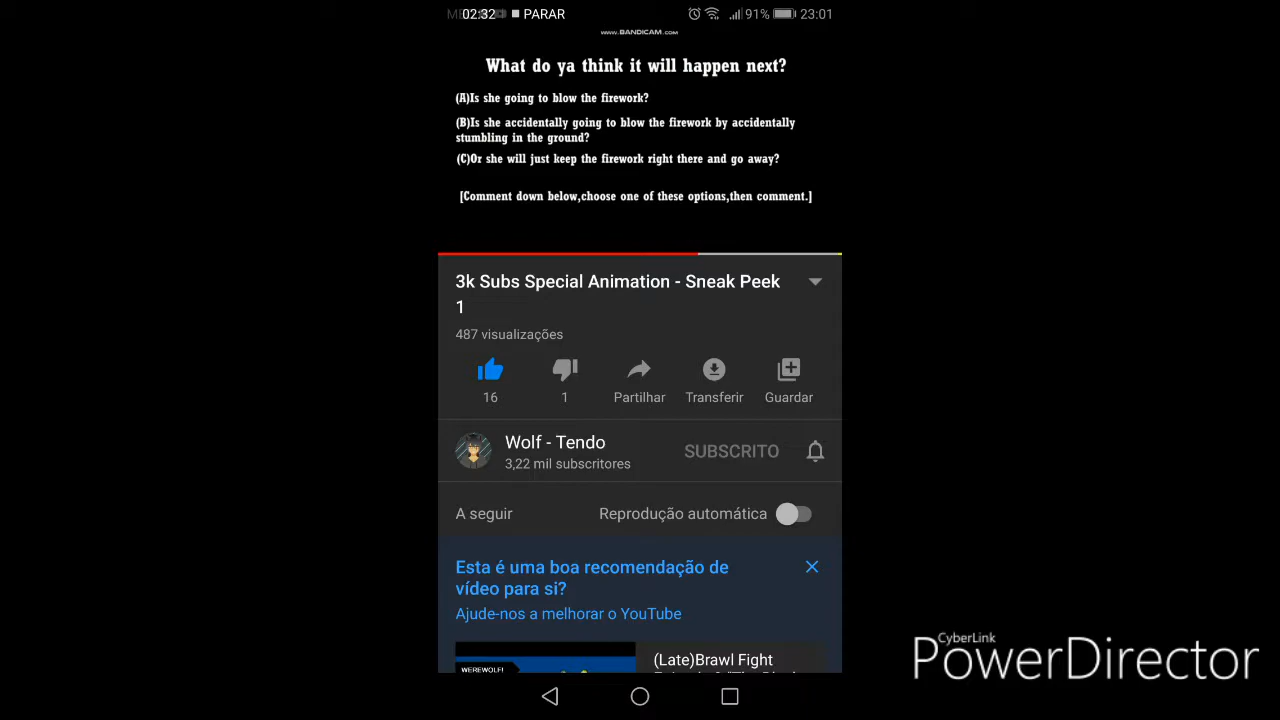 02:32 PARAR 91% 23:01
www.BANDICAM.com
What do ya think it will happen next?
(A)Is she going to blow the firework?
(B)Is she accidentally going to blow the firework by accidentally
stumbling in the ground?
(C)Or she will just keep the firework right there and go away?
[Comment down below,choose one of these options,then comment.]
3k Subs Special Animation - Sneak Peek
1
487 visualizações
16 1 Partilhar Transferir Guardar
Wolf - Tendo
3,22 mil subscritores
SUBSCRITO
A seguir Reprodução automática
Esta é uma boa recomendação de
vídeo para si?
Ajude-nos a melhorar o YouTube
(Late)Brawl Fight
WEREWOLF!
CyberLink
PowerDirector